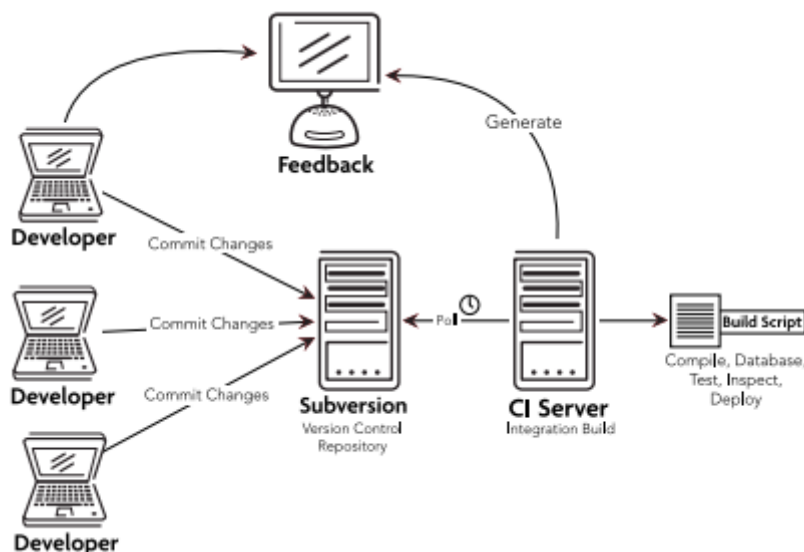 Feedback
Generate
Developer
Commit Changes
Developer
Commit Changes
Developer
Commit Changes
Subversion
Version Control
Repository
Poll
CI Server
Integration Build
Build Script
Compile, Database,
Test, Inspect,
Deploy